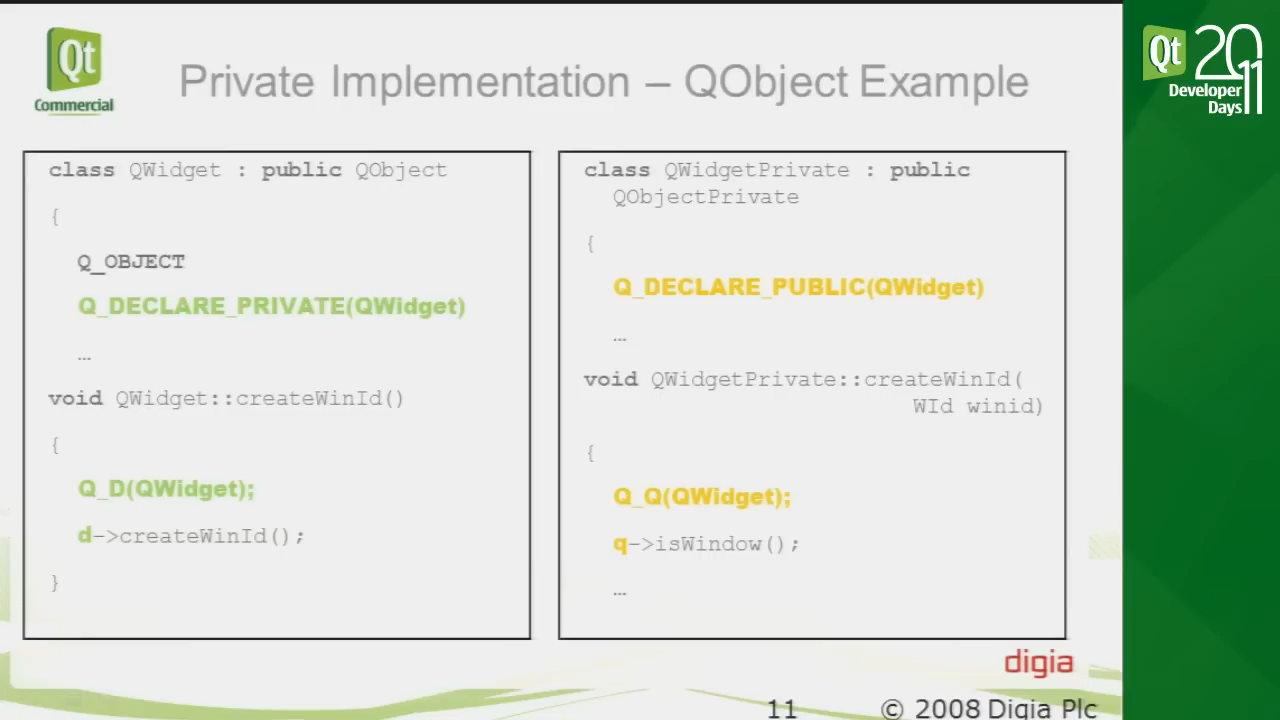 Qt
Commercial
Private Implementation – QObject Example
Qt 2011
Developer
Days
class QWidget : public QObject
{
Q_OBJECT
Q_DECLARE_PRIVATE(QWidget)
…
void QWidget::createWinId()
{
Q_D(QWidget);
d->createWinId();
}
class QWidgetPrivate : public
QObjectPrivate
{
Q_DECLARE_PUBLIC(QWidget)
…
void QWidgetPrivate::createWinId(
WId winid)
{
Q_Q(QWidget);
q->isWindow();
…
digia
11 © 2008 Digia Plc